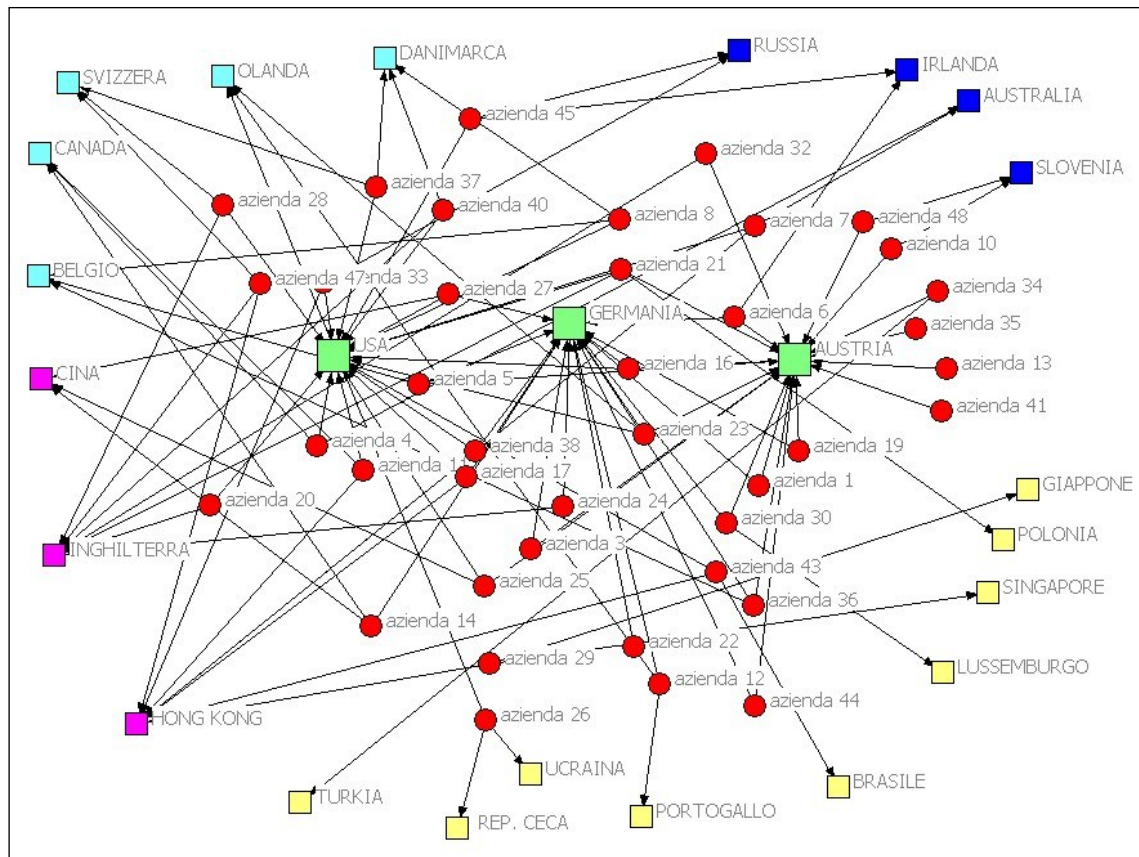 DANIMARCA
RUSSIA
SVIZZERA
OLANDA
IRLANDA
AUSTRALIA
azienda 45
CANADA
azienda 32
SLOVENIA
azienda 37
azienda 28
azienda 40
azienda 8
azienda 7
azienda 48
azienda 10
BELGIO
azienda 47
enda 33
azienda 21
azienda 27
azienda 34
GERMANIA
azienda 6
azienda 35
USA
AUSTRIA
CINA
azienda 5
azienda 16
azienda 13
azienda 41
azienda 4
azienda 38
azienda 23
azienda 19
azienda 11
azienda 17
azienda 1
GIAPPONE
azienda 20
azienda 24
azienda 30
POLONIA
INGHILTERRA
azienda 3
azienda 43
azienda 25
SINGAPORE
azienda 36
azienda 14
azienda 22
azienda 29
LUSSEMBURGO
azienda 12
azienda 44
HONG KONG
azienda 26
UCRAINA
BRASILE
TURKIA
PORTOGALLO
REP. CECA